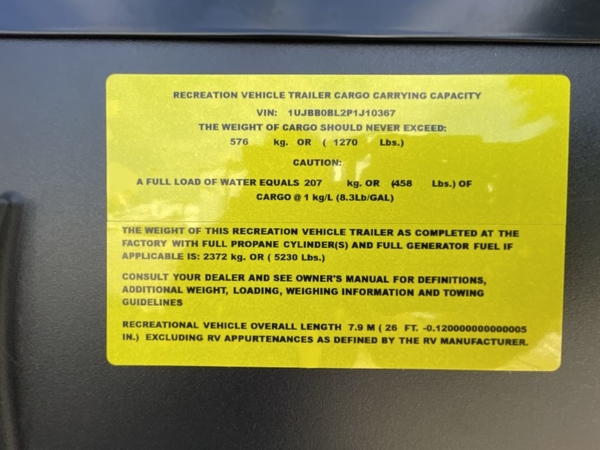 RECREATION VEHICLE TRAILER CARGO CARRYING CAPACITY
VIN: 1UJBB0BL2P1J10367
THE WEIGHT OF CARGO SHOULD NEVER EXCEED:
576 kg. OR ( 1270 Lbs.)
CAUTION:
A FULL LOAD OF WATER EQUALS 207 kg. OR (458 Lbs.) OF
CARGO @ 1 kg/L (8.3Lb/GAL)
THE WEIGHT OF THIS RECREATION VEHICLE TRAILER AS COMPLETED AT THE
FACTORY WITH FULL PROPANE CYLINDER(S) AND FULL GENERATOR FUEL IF
APPLICABLE IS: 2372 kg. OR ( 5230 Lbs.)
CONSULT YOUR DEALER AND SEE OWNER'S MANUAL FOR DEFINITIONS,
ADDITIONAL WEIGHT, LOADING, WEIGHING INFORMATION AND TOWING
GUIDELINES
RECREATIONAL VEHICLE OVERALL LENGTH 7.9 M ( 26 FT. -0.120000000000005
IN.) EXCLUDING RV APPURTENANCES AS DEFINED BY THE RV MANUFACTURER.